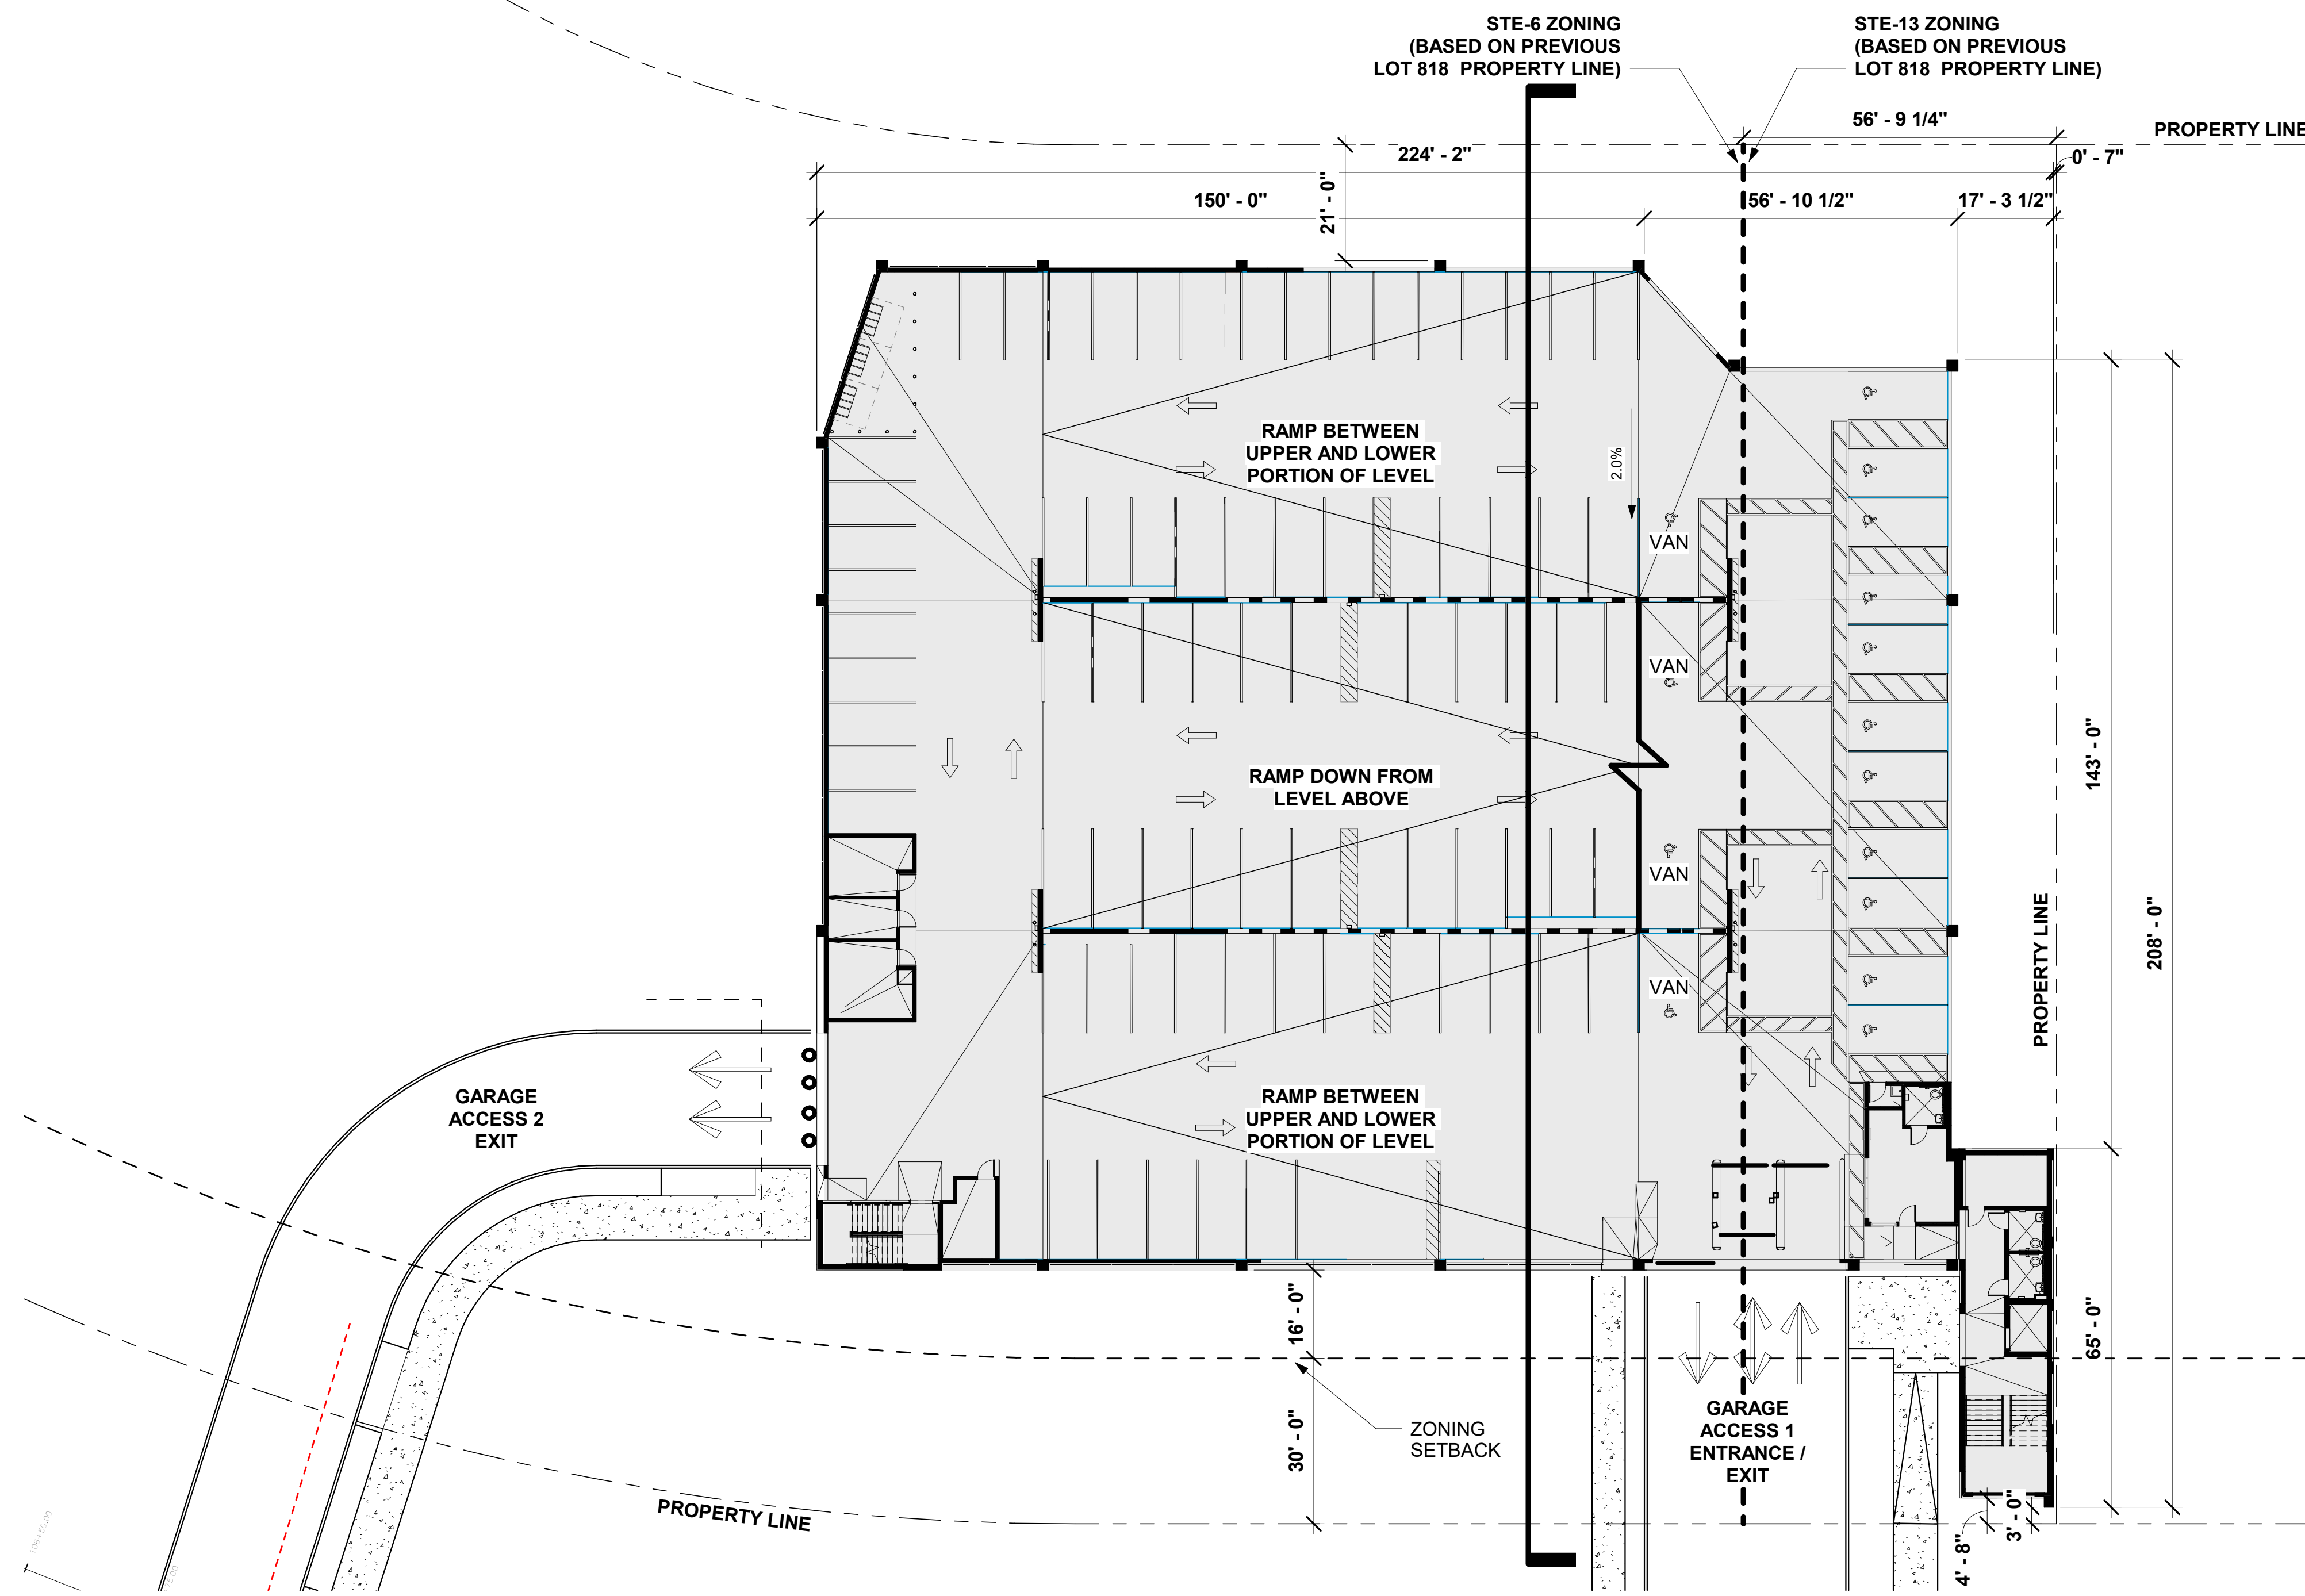 STE-6 ZONING
(BASED ON PREVIOUS
LOT 818 PROPERTY LINE)
STE-13 ZONING
(BASED ON PREVIOUS
LOT 818 PROPERTY LINE)
56' - 9 1/4"
PROPERTY LINE
224' - 2"
0' - 7"
21' - 0"
150' - 0"
56' - 10 1/2"
17' - 3 1/2"
RAMP BETWEEN
UPPER AND LOWER
PORTION OF LEVEL
2.0%
VAN
VAN
RAMP DOWN FROM
LEVEL ABOVE
143' - 0"
VAN
208' - 0"
PROPERTY LINE
VAN
GARAGE
ACCESS 2
EXIT
RAMP BETWEEN
UPPER AND LOWER
PORTION OF LEVEL
16' - 0"
65' - 0"
GARAGE
ACCESS 1
ENTRANCE /
EXIT
30' - 0"
ZONING
SETBACK
PROPERTY LINE
3' - 0"
4' - 8"
106+50.00